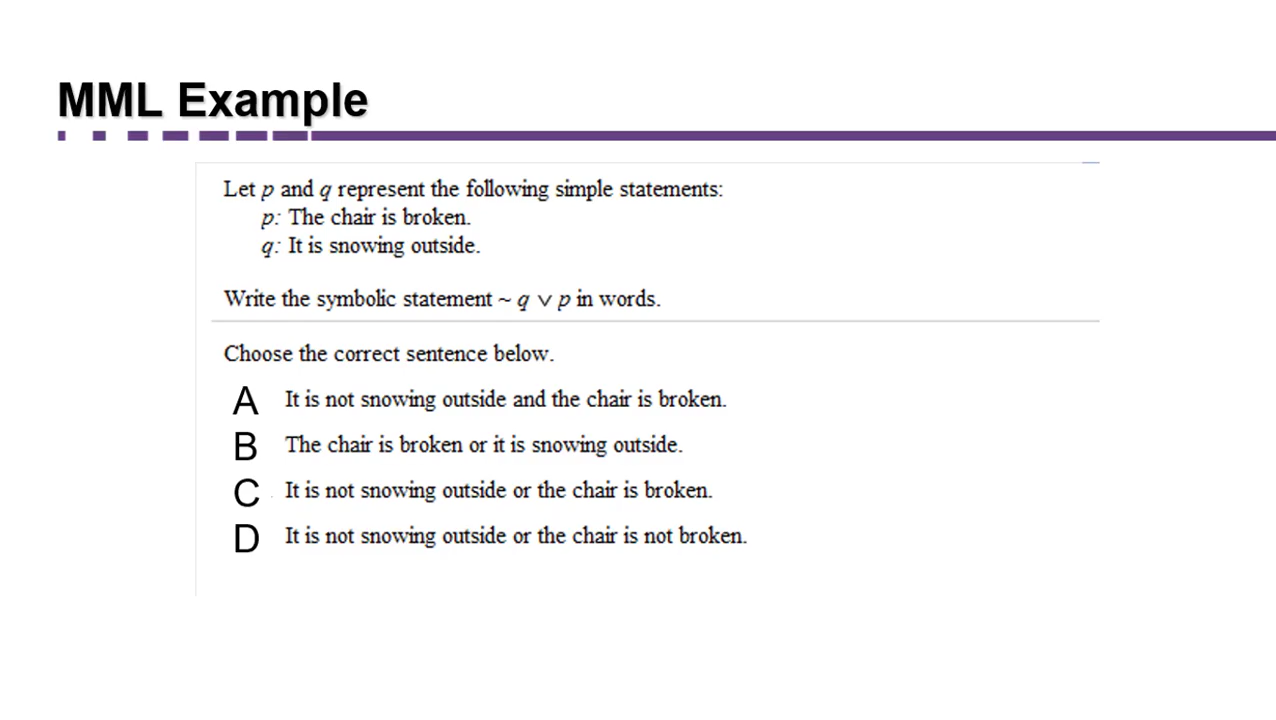 MML Example
Let p and q represent the following simple statements:
p: The chair is broken.
q: It is snowing outside.
Write the symbolic statement ~ q ∨ p in words.
Choose the correct sentence below.
A It is not snowing outside and the chair is broken.
B The chair is broken or it is snowing outside.
C It is not snowing outside or the chair is broken.
D It is not snowing outside or the chair is not broken.